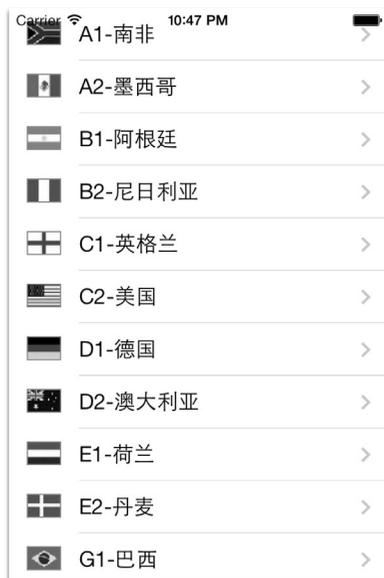 Carrier 10:47 PM
A1-南非
A2-墨西哥
B1-阿根廷
B2-尼日利亚
C1-英格兰
C2-美国
D1-德国
D2-澳大利亚
E1-荷兰
E2-丹麦
G1-巴西